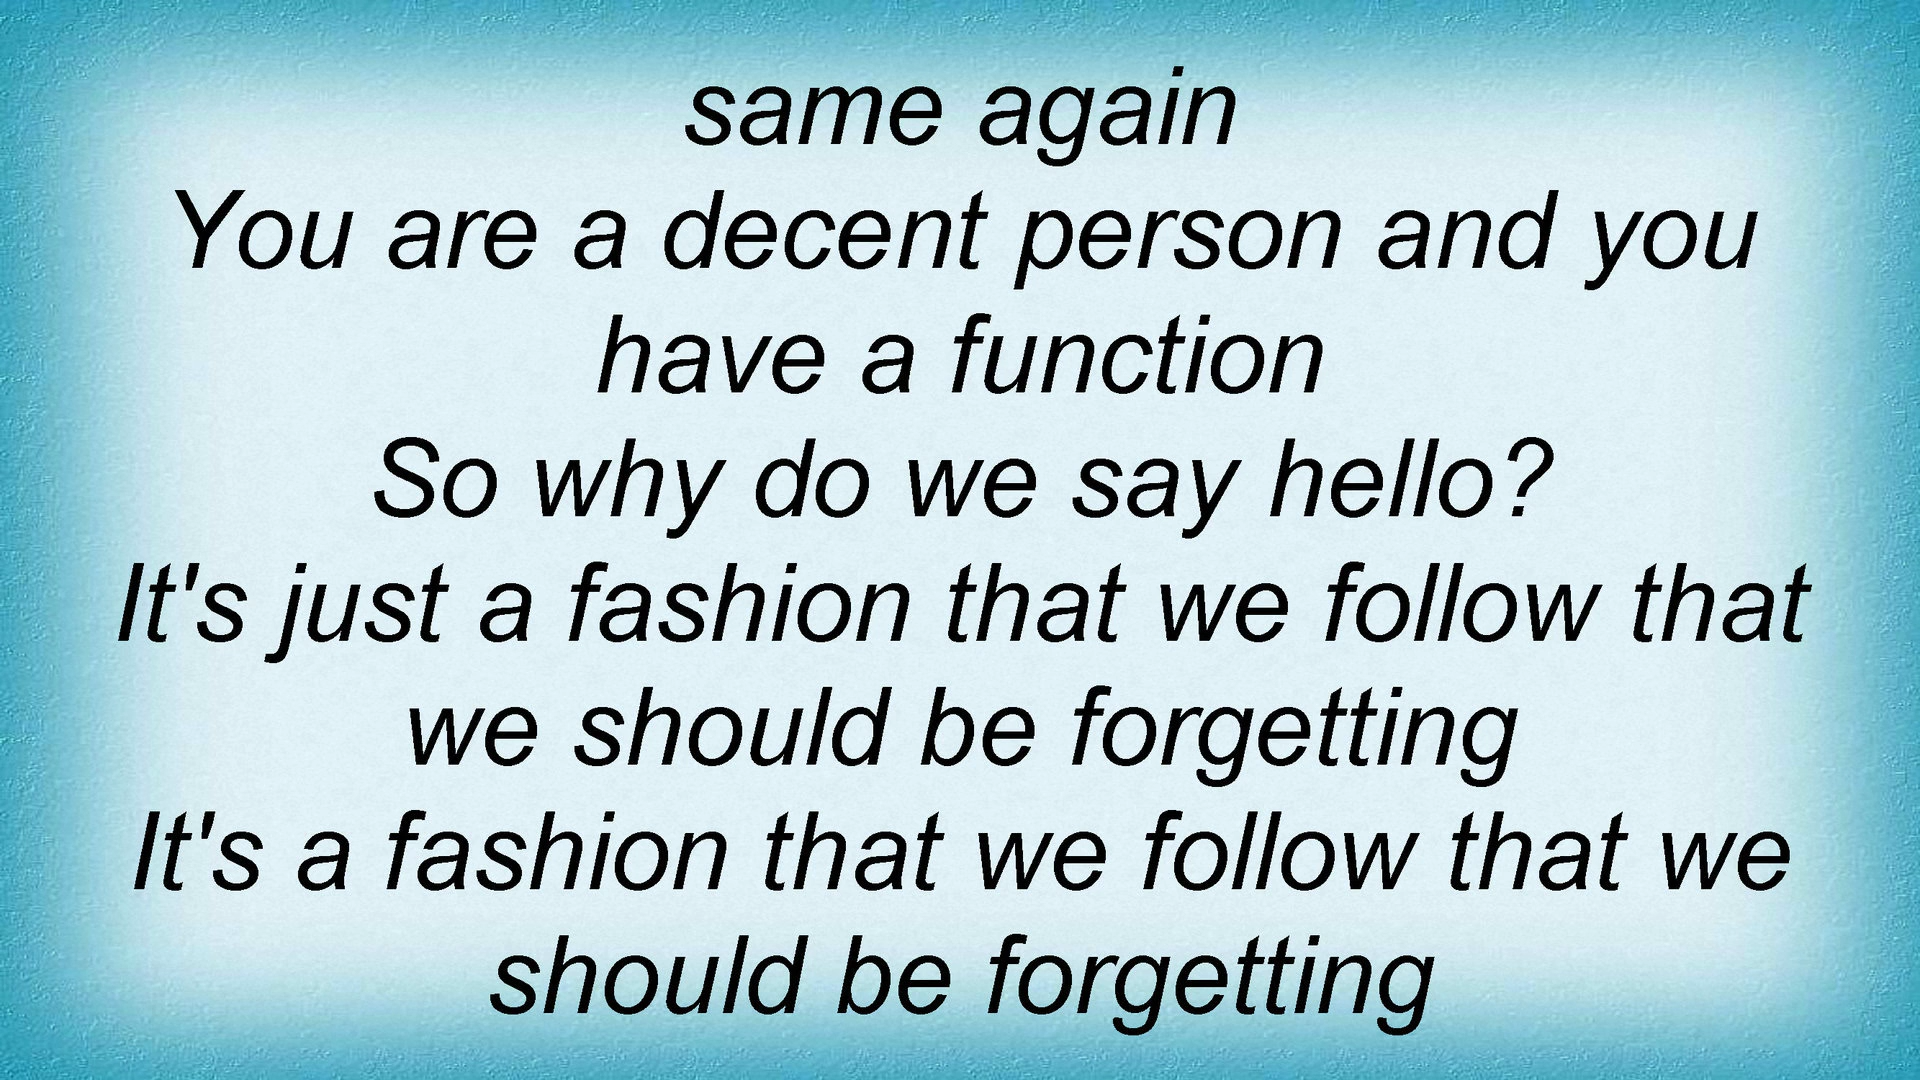 same again
You are a decent person and you
have a function
So why do we say hello?
It's just a fashion that we follow that
we should be forgetting
It's a fashion that we follow that we
should be forgetting